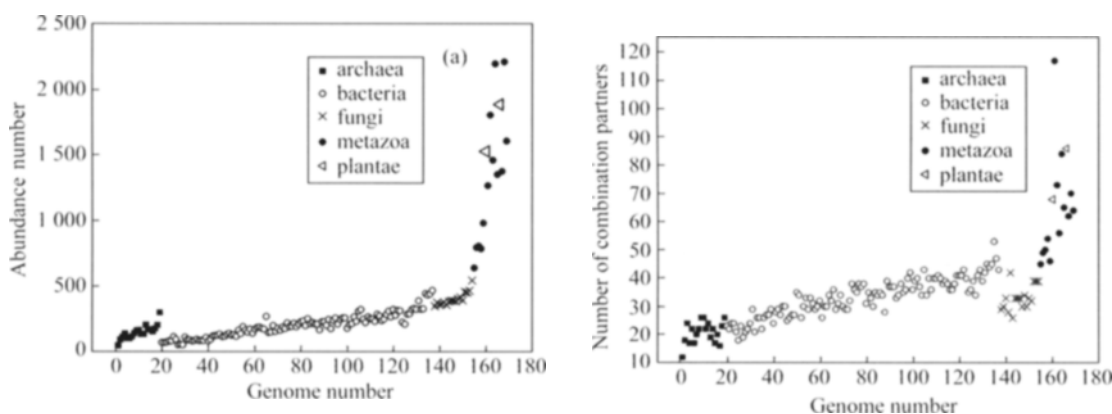 2 500
2 000
1 500
1 000
500
0
Abundance number
(a)
archaea
bacteria
fungi
metazoa
plantae
0 20 40 60 80 100 120 140 160 180
Genome number
120
110
100
90
80
70
60
50
40
30
20
10
Number of combination partners
archaea
bacteria
fungi
metazoa
plantae
0 20 40 60 80 100 120 140 160 180
Genome number